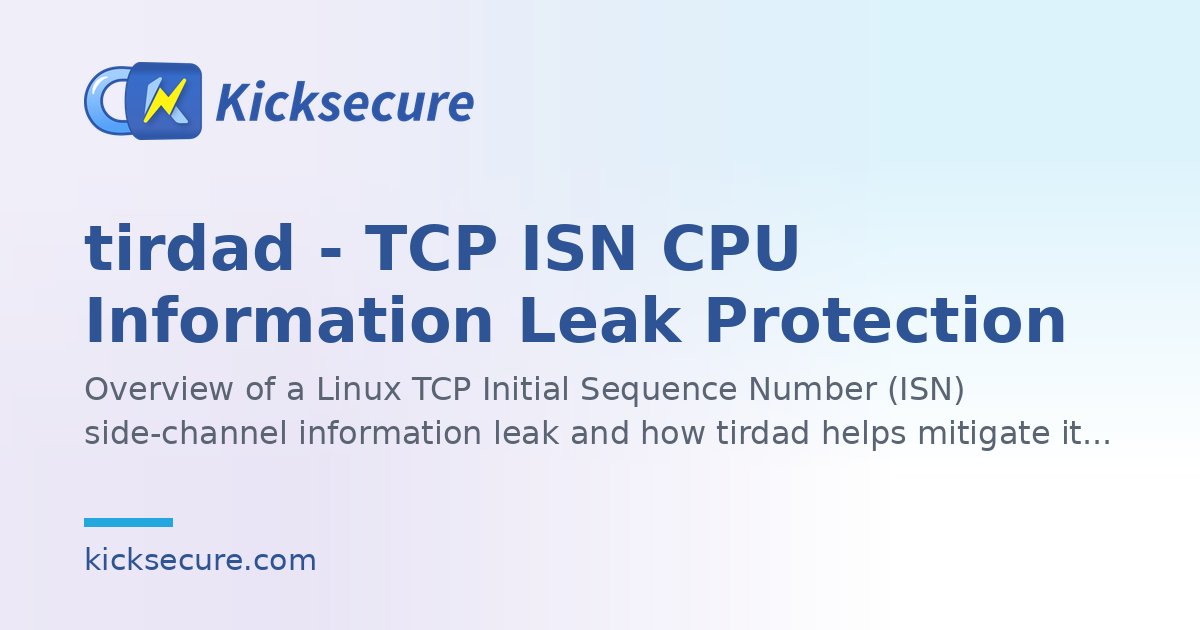 Kicksecure
tirdad - TCP ISN CPU
Information Leak Protection
Overview of a Linux TCP Initial Sequence Number (ISN)
side-channel information leak and how tirdad helps mitigate it...
kicksecure.com